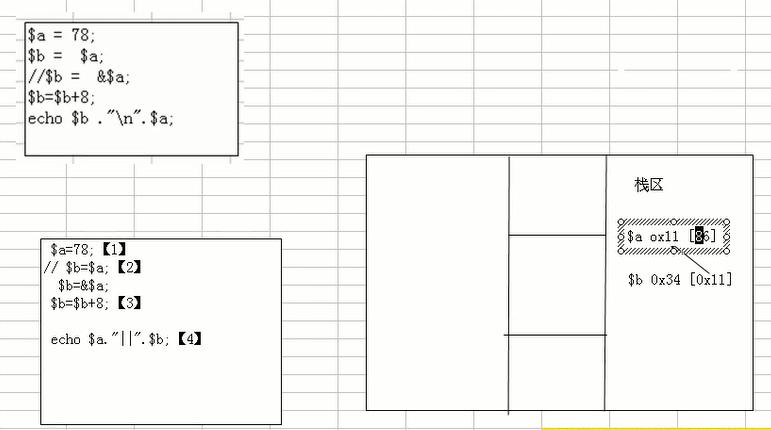 $a = 78;
$b =  $a;
//$b =  &$a;
$b=$b+8;
echo $b ."\n".$a;
$a=78;【1】
// $b=$a;【2】
$b=&$a;
$b=$b+8;【3】
echo $a."||".$b;【4】
栈区
$a ox11 [86]
$b 0x34 [0x11]